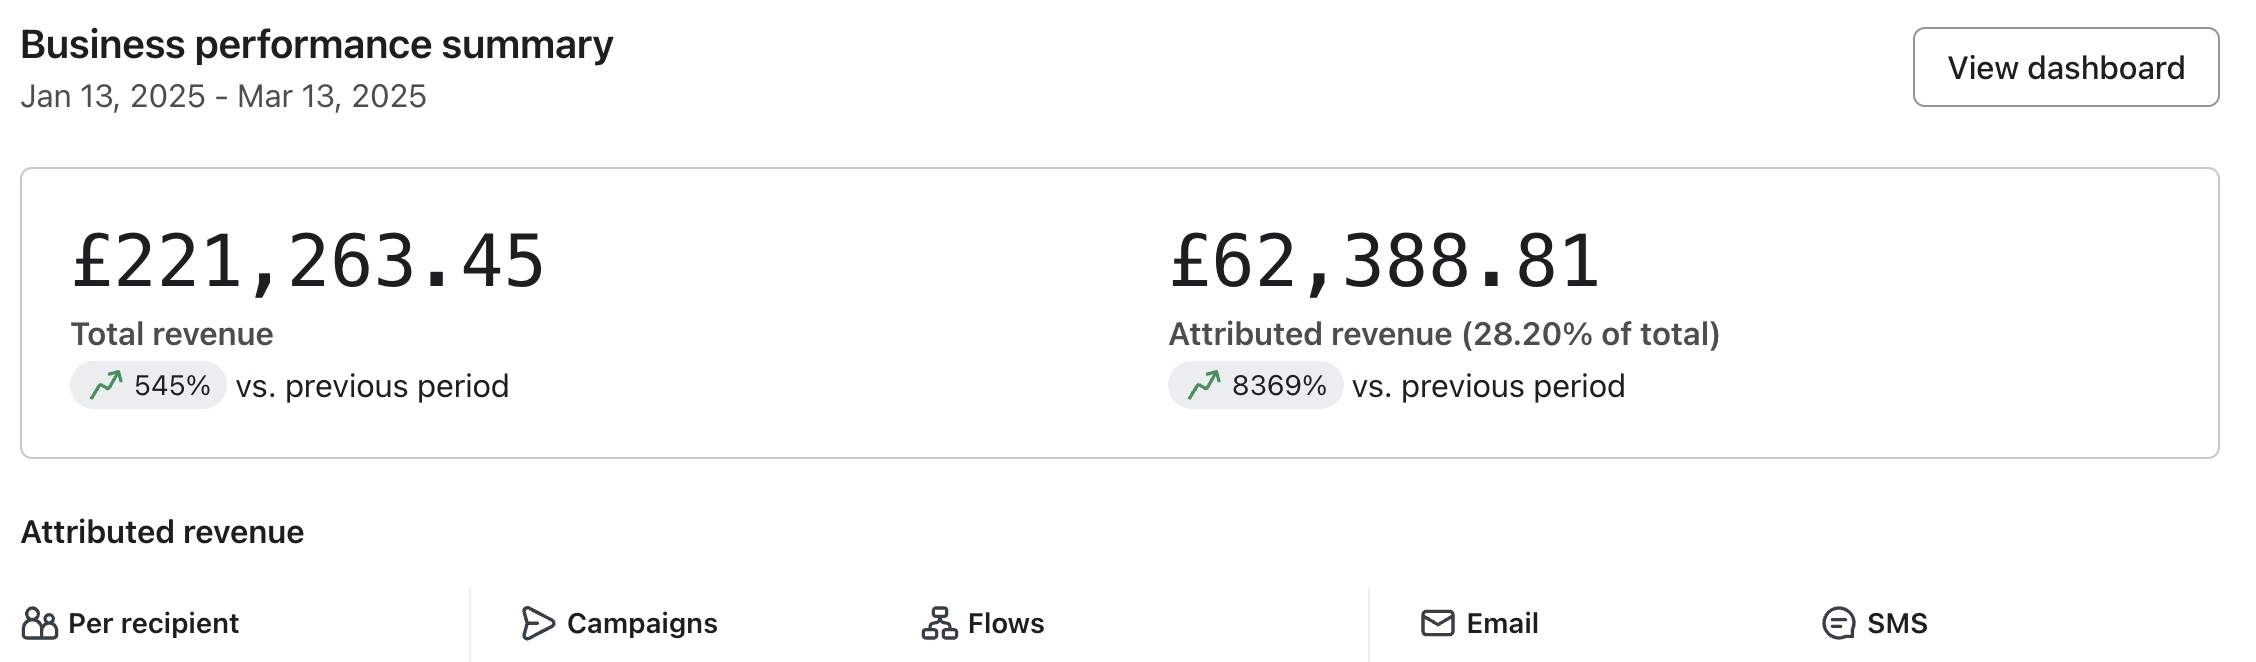 Business performance summary
Jan 13, 2025 - Mar 13, 2025
View dashboard
£221,263.45
Total revenue
545% vs. previous period
£62,388.81
Attributed revenue (28.20% of total)
8369% vs. previous period
Attributed revenue
Per recipient
Campaigns
Flows
Email
SMS